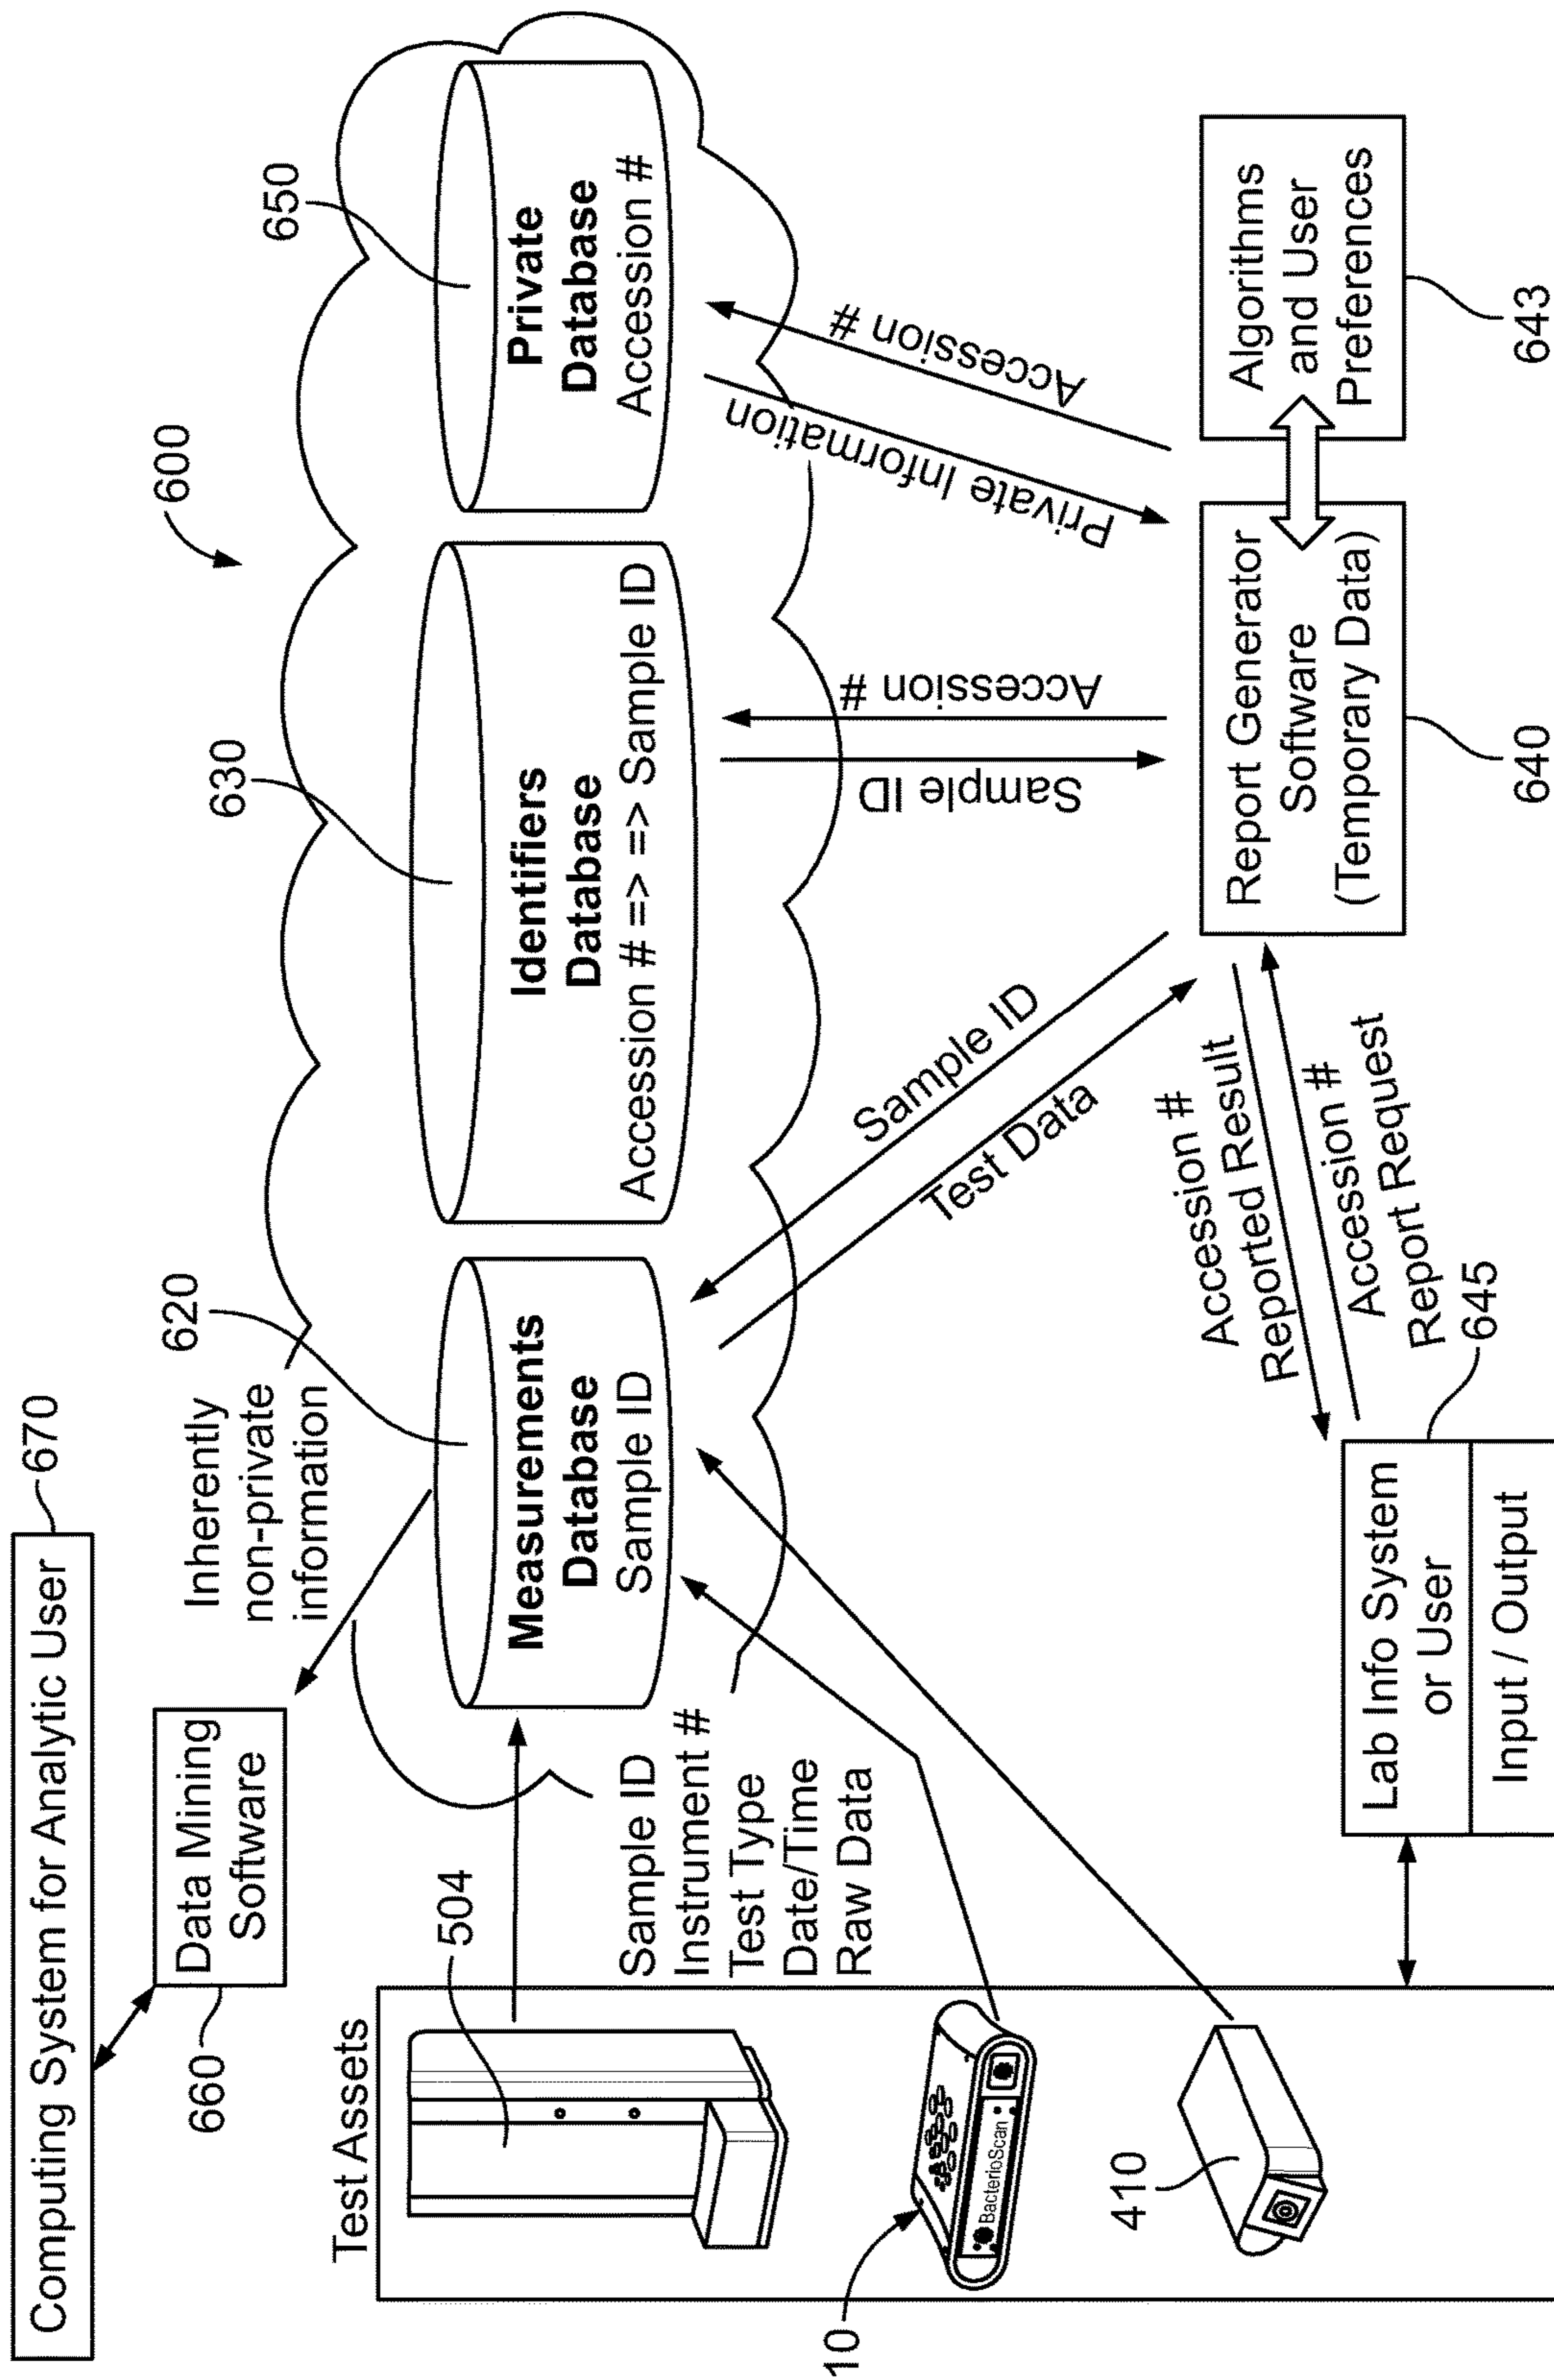 Computing System for Analytic User
670
Data Mining
Software
660
Inherently
non-private
information
620
630
600
650
Measurements
Database
Sample ID
Identifiers
Database
Accession # => => Sample ID
Private
Database
Accession #
Test Assets
504
10
BacterioScan
410
Sample ID
Instrument #
Test Type
Date/Time
Raw Data
Sample ID
Test Data
Sample ID
Accession #
Private Information
Accession #
Accession #
Reported Result
Accession #
Report Request
645
Lab Info System
or User
Input / Output
Report Generator
Software
(Temporary Data)
640
Algorithms
and User
Preferences
643